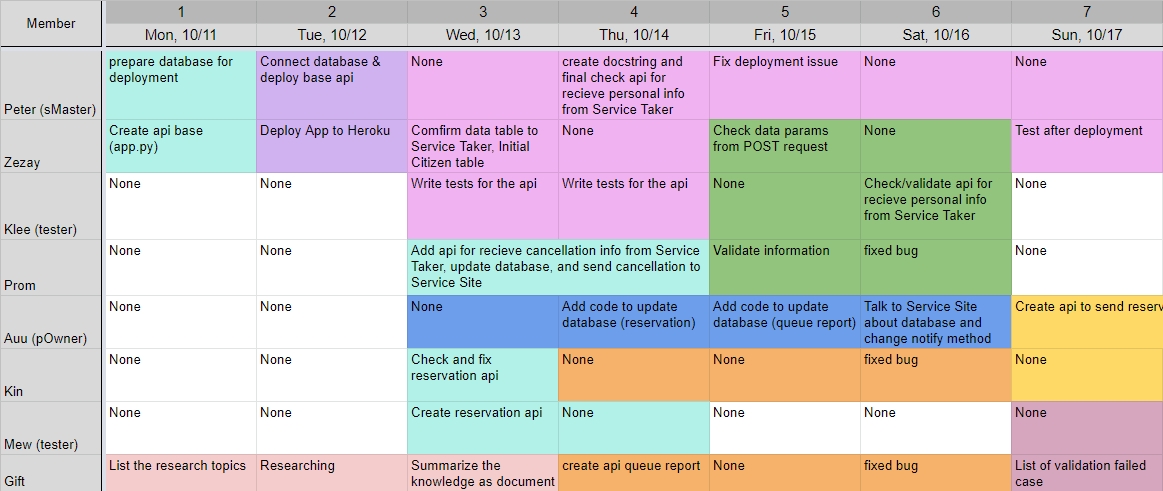 Member 1 2 3 4 5 6 7
Mon, 10/11 Tue, 10/12 Wed, 10/13 Thu, 10/14 Fri, 10/15 Sat, 10/16 Sun, 10/17
Peter (sMaster)
prepare database for
deployment
Connect database &
deploy base api
None
create docstring and
final check api for
recieve personal info
from Service Taker
Fix deployment issue
None
None
Zezay
Create api base
(app.py)
Deploy App to Heroku
Comfirm data table to
Service Taker, Initial
Citizen table
None
Check data params
from POST request
None
Test after deployment
Klee (tester)
None
None
Write tests for the api
Write tests for the api
None
Check/validate api for
recieve personal info
from Service Taker
None
Prom
None
None
Add api for recieve cancellation info from Service
Taker, update database, and send cancellation to
Service Site
Validate information
fixed bug
None
Auu (pOwner)
None
None
None
Add code to update
database (reservation)
Add code to update
database (queue report)
Talk to Service Site
about database and
change notify method
Create api to send reserv
Kin
None
None
Check and fix
reservation api
None
None
fixed bug
None
Mew (tester)
None
None
Create reservation api
None
None
None
None
Gift
List the research topics
Researching
Summarize the
knowledge as document
create api queue report
None
fixed bug
List of validation failed
case